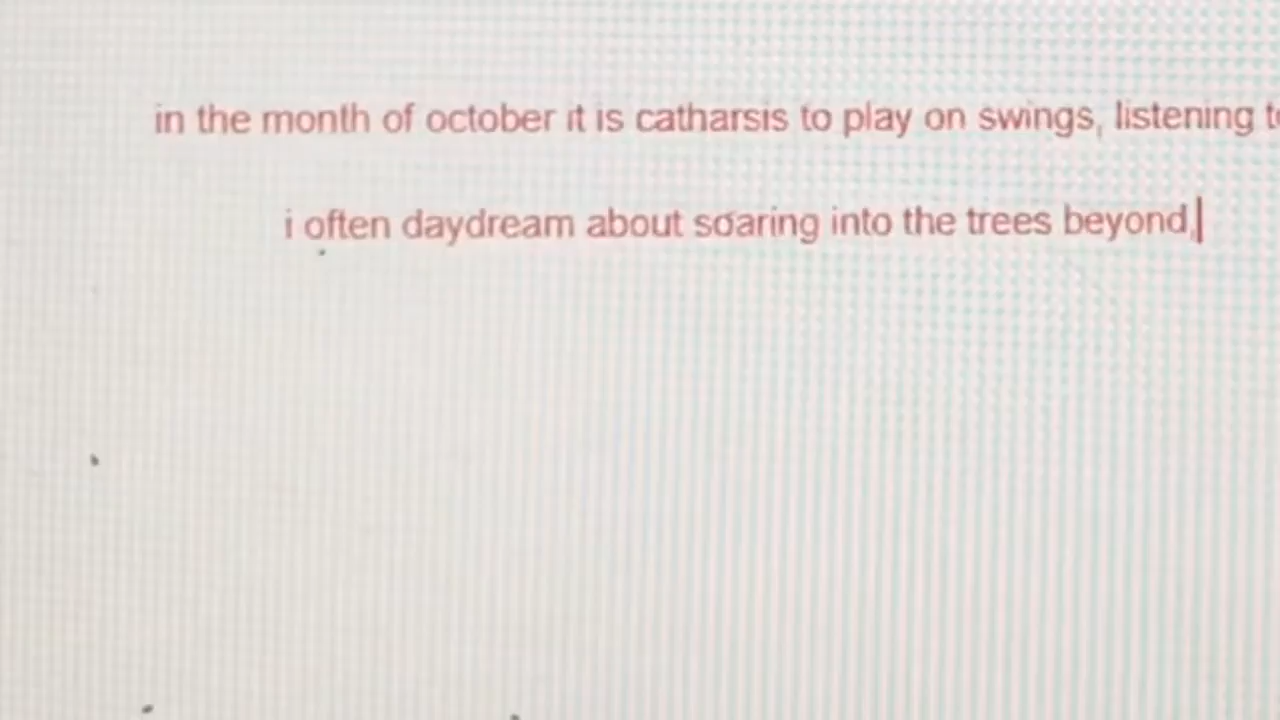 in the month of october it is catharsis to play on swings, listening
i often daydream about soaring into the trees beyond,